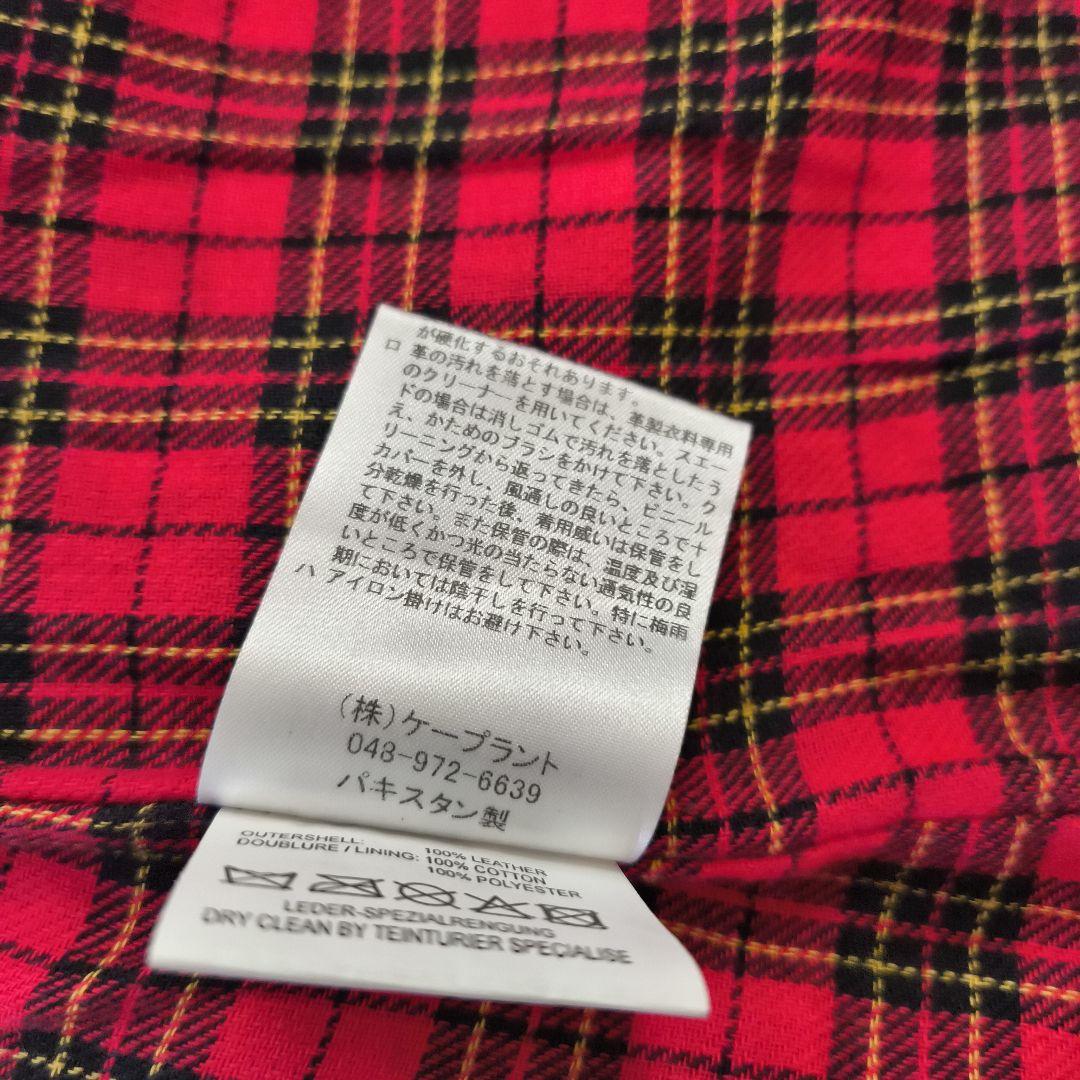 が硬化するおそれあります。
ロ 革の汚れを落とす場合は、革製衣料専用
のクリーナーを用いてください。スエー
ドの場合は消しゴムで汚れを落としたう
え、かためのブラシをかけて下さい。ク
リーニングから返ってきたら、ビニール
カバーを外し、風通しの良いところで十
分乾燥を行った後、着用或いは保管をし
て下さい。また保管の際は、温度及び湿
度が低くかつ光の当たらない通気性の良
いところで保管をして下さい。特に梅雨
期においては陰干しを行って下さい。
ハ アイロン掛けはお避け下さい。
(株)ケープラント
048-972-6639
パキスタン製
OUTERSHELL: 100% LEATHER
DOUBLURE / LINING: 100% COTTON
100% POLYESTER
LEDER-SPEZIALRENGUNG
DRY CLEAN BY TEINTURIER SPECIALISE